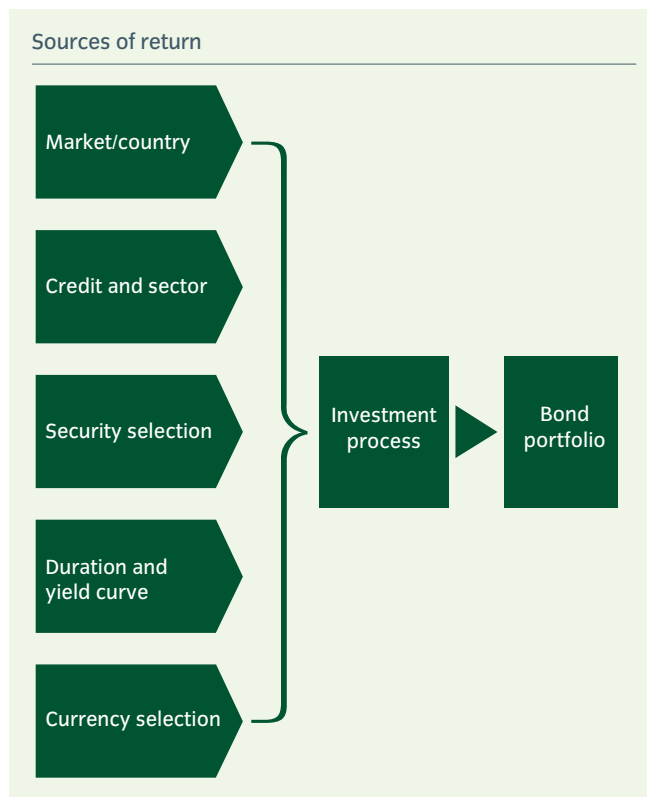 Sources of return
Market/country
Credit and sector
Security selection
Duration and
yield curve
Currency selection
Investment
process
Bond
portfolio